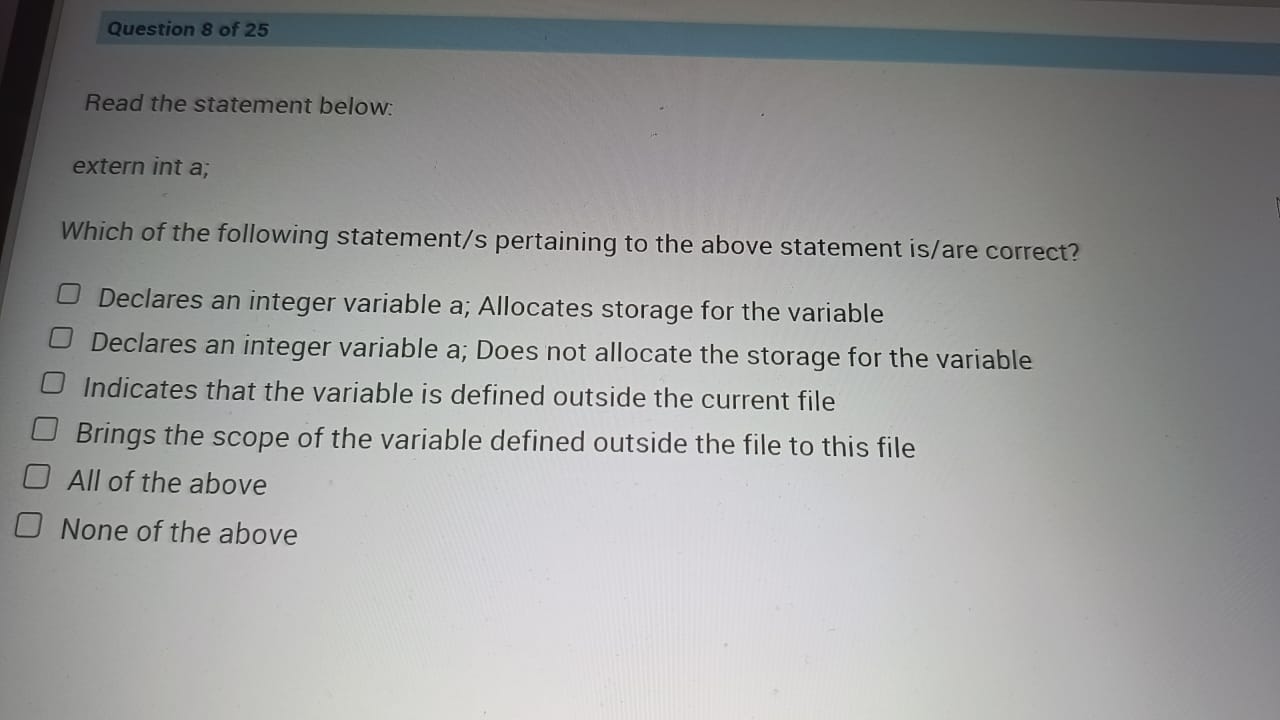 Question 8 of 25
Read the statement below:
extern int a;
Which of the following statement/s pertaining to the above statement is/are correct?
Declares an integer variable a; Allocates storage for the variable
Declares an integer variable a; Does not allocate the storage for the variable
Indicates that the variable is defined outside the current file
Brings the scope of the variable defined outside the file to this file
All of the above
None of the above